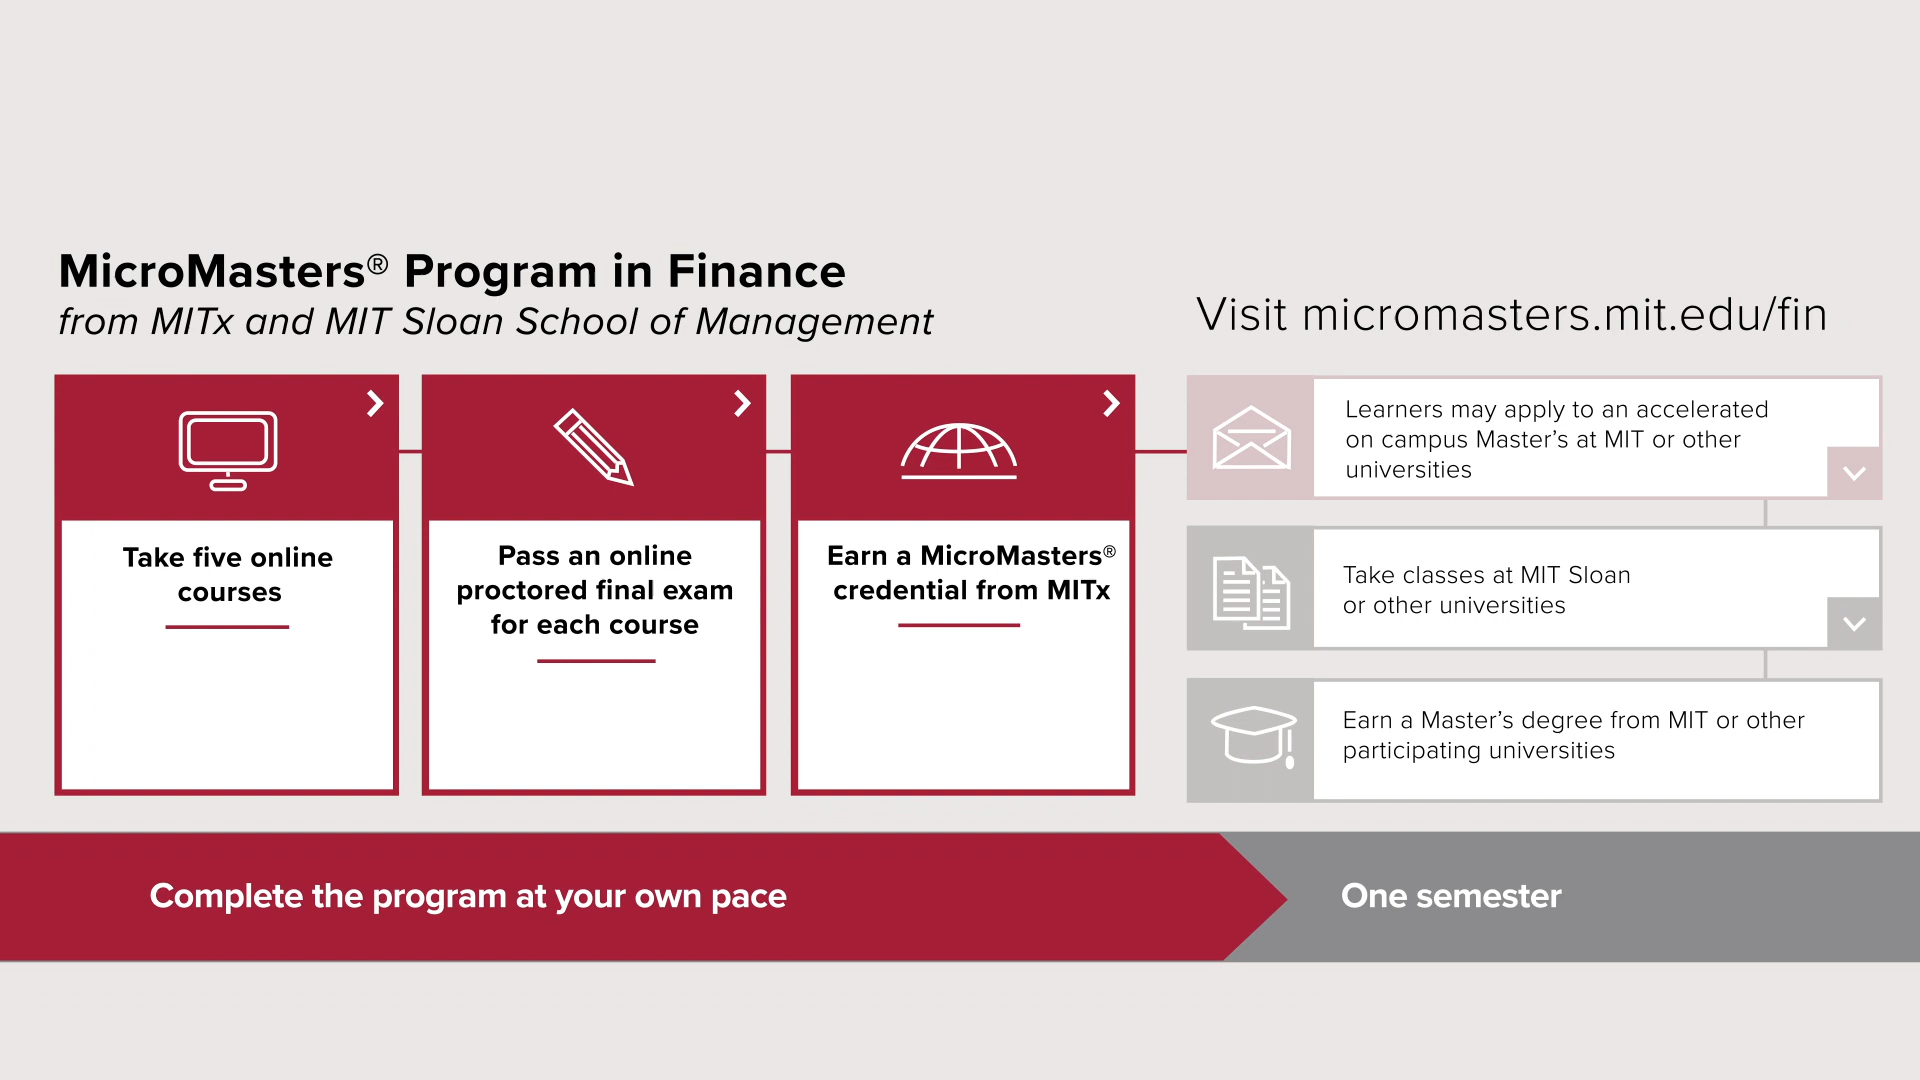 MicroMasters® Program in Finance
from MITx and MIT Sloan School of Management
Visit micromasters.mit.edu/fin
Take five online
courses
Pass an online
proctored final exam
for each course
Earn a MicroMasters®
credential from MITx
Learners may apply to an accelerated
on campus Master’s at MIT or other
universities
Take classes at MIT Sloan
or other universities
Earn a Master’s degree from MIT or other
participating universities
Complete the program at your own pace
One semester